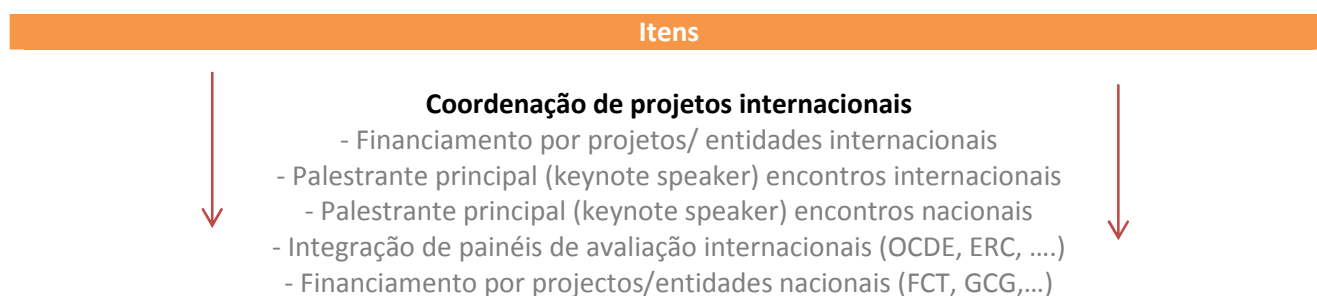 Itens
Coordenação de projetos internacionais
- Financiamento por projetos/ entidades internacionais
- Palestrante principal (keynote speaker) encontros internacionais
- Palestrante principal (keynote speaker) encontros nacionais
- Integração de painéis de avaliação internacionais (OCDE, ERC, ….)
- Financiamento por projectos/entidades nacionais (FCT, GCG,…)